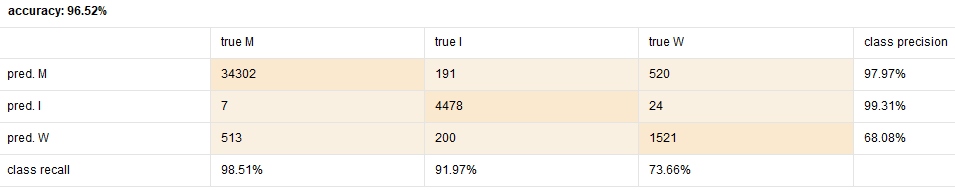 accuracy: 96.52%
true M true I true W class precision
pred. M 34302 191 520 97.97%
pred. I 7 4478 24 99.31%
pred. W 513 200 1521 68.08%
class recall 98.51% 91.97% 73.66%